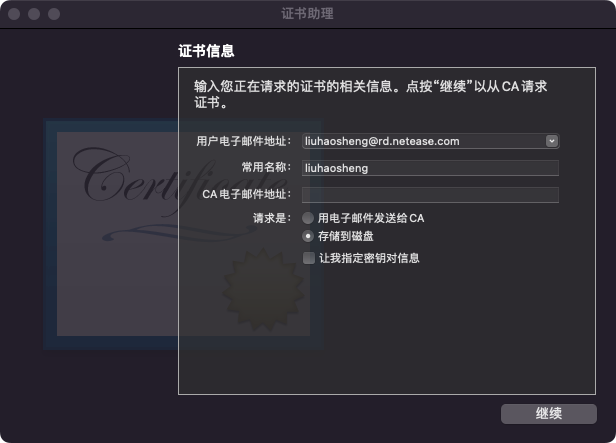 证书助理
证书信息
输入您正在请求的证书的相关信息。点按“继续”以从 CA 请求
证书。
用户电子邮件地址： liuhaosheng@rd.netease.com
常用名称： liuhaosheng
CA 电子邮件地址：
请求是： 用电子邮件发送给 CA
存储到磁盘
让我指定密钥对信息
Certificate
继续